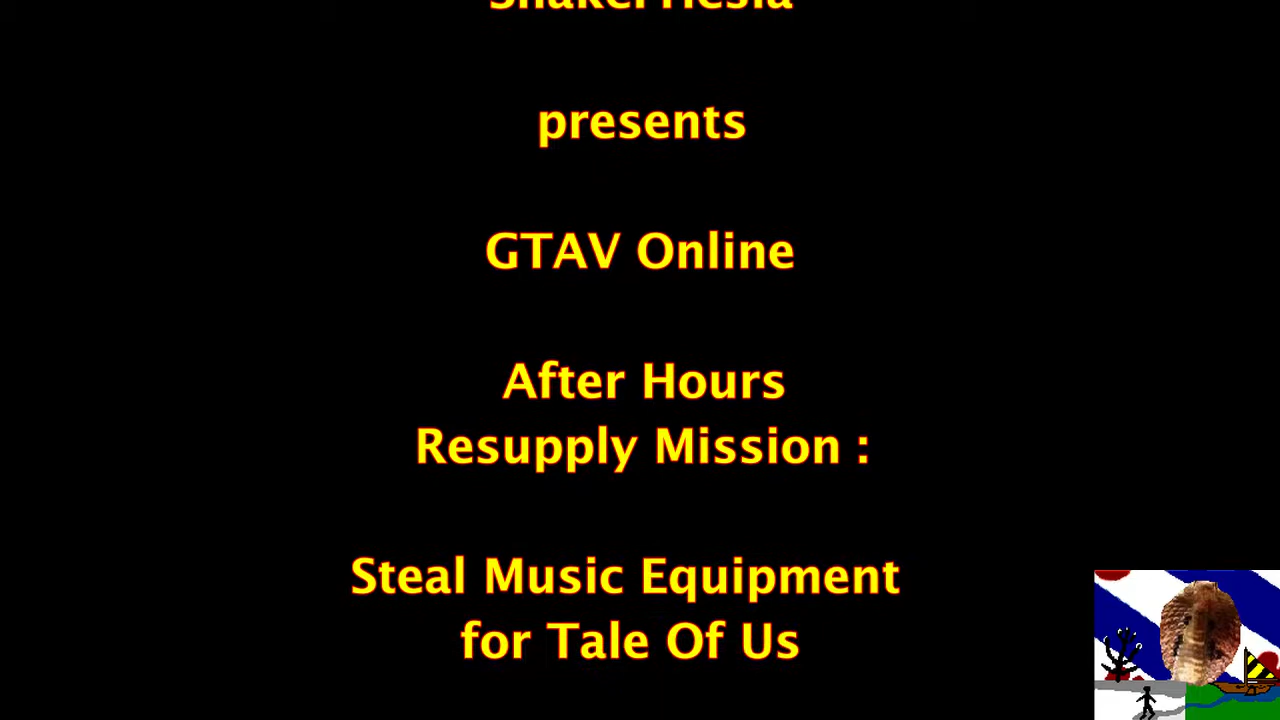 presents
GTAV Online
After Hours
Resupply Mission :
Steal Music Equipment
for Tale Of Us